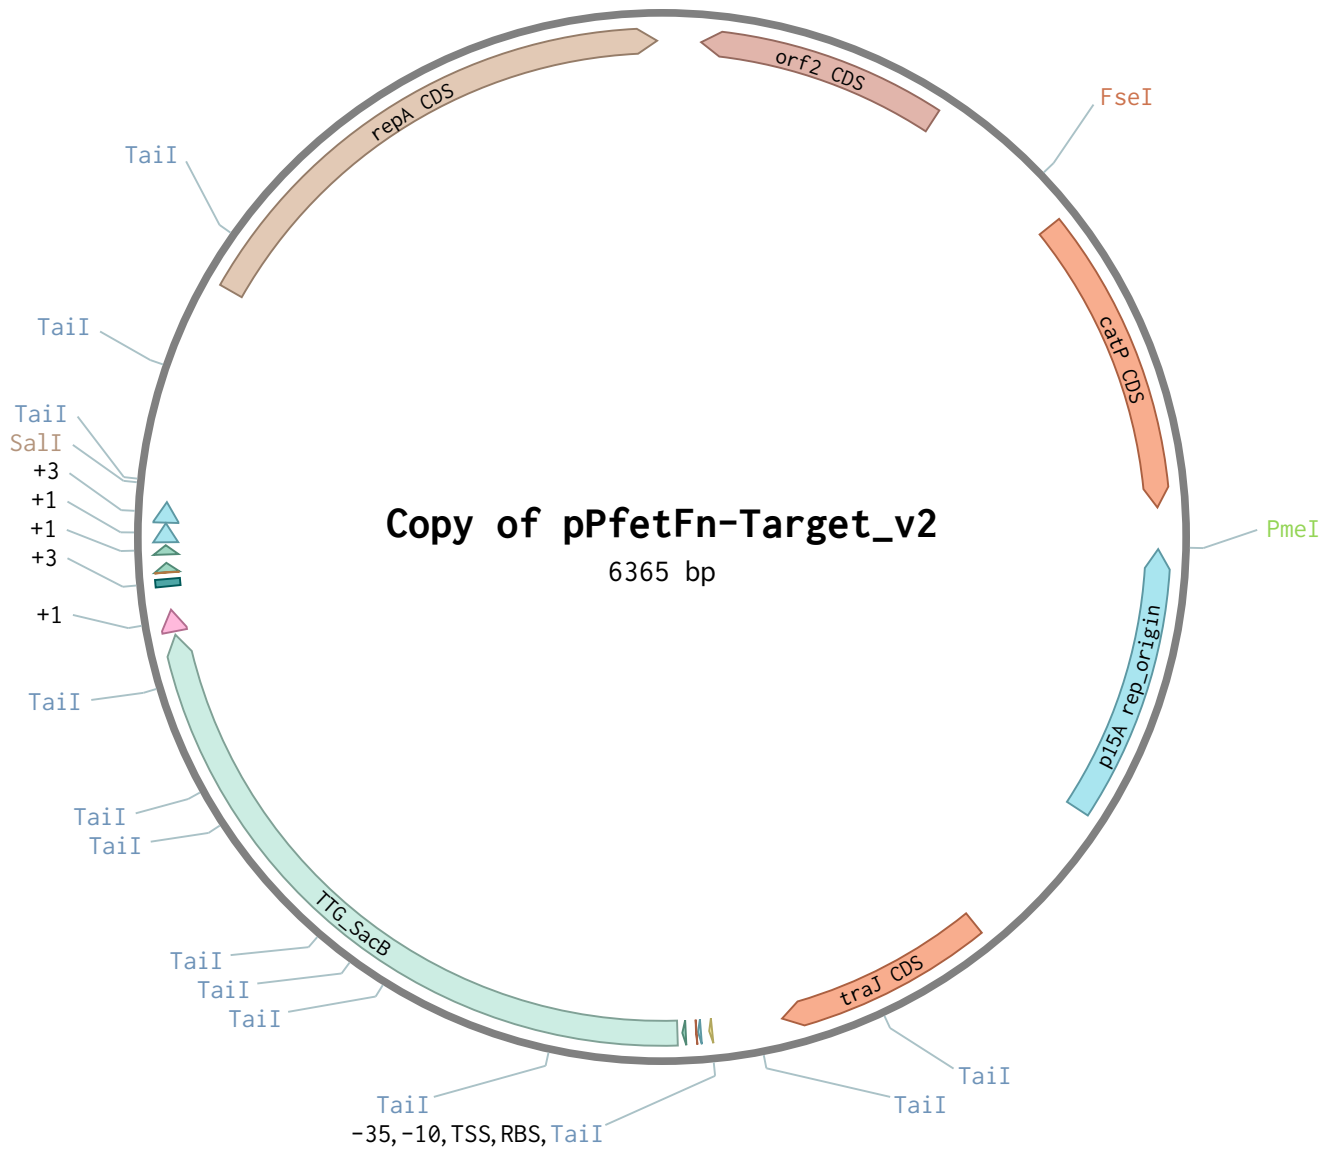 repA CDS
orf2 CDS
FseI
TaiI
TaiI
catP CDS
TaiI
SalI
+3
+1
+1
+3
+1
Copy of pPfetFn-Target_v2
6365 bp
PmeI
p15A rep_origin
TaiI
TaiI
TaiI
TTG_SacB
TaiI
TaiI
TaiI
traJ CDS
TaiI
TaiI
TaiI
-35, -10, TSS, RBS, TaiI